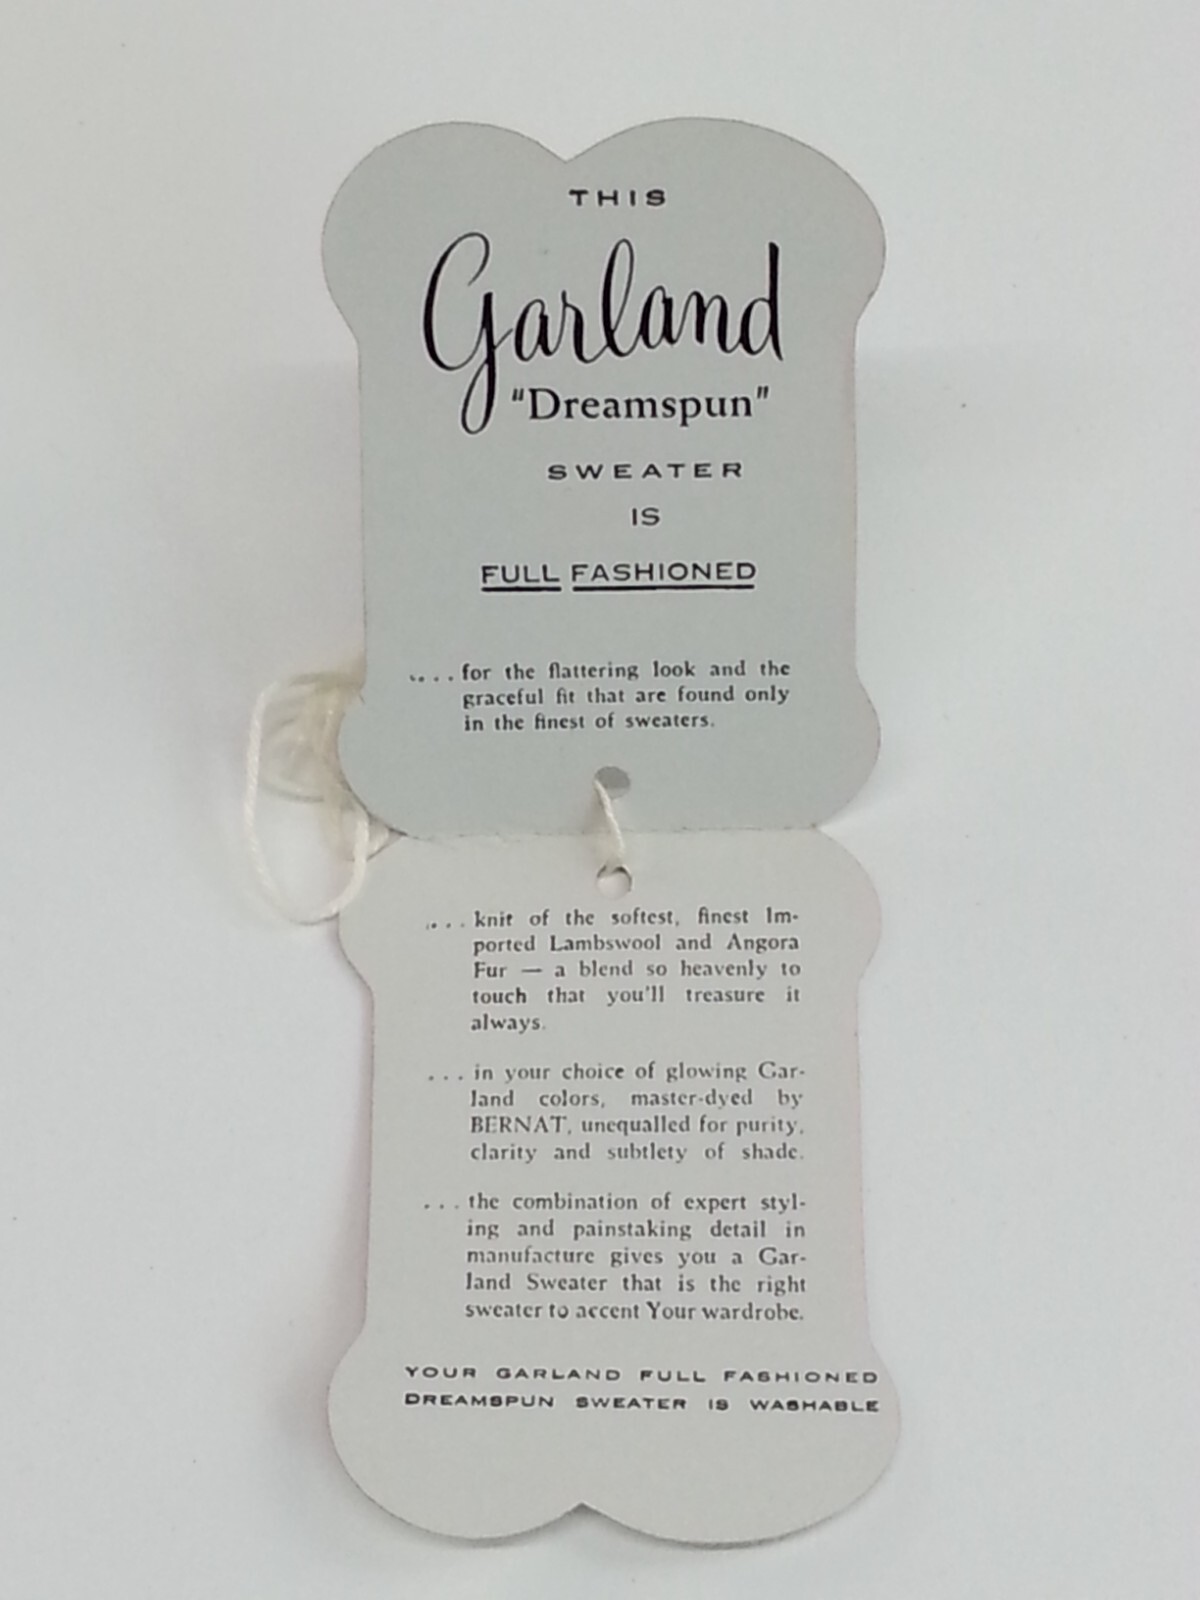 THIS
Garland
"Dreamspun"
SWEATER
IS
FULL FASHIONED
.... for the flattering look and the
graceful fit that are found only
in the finest of sweaters.
.... knit of the softest, finest Im-
ported Lambswool and Angora
Fur — a blend so heavenly to
touch that you'll treasure it
always.
... in your choice of glowing Gar-
land colors, master-dyed by
BERNAT, unequalled for purity,
clarity and subtlety of shade.
... the combination of expert styl-
ing and painstaking detail in
manufacture gives you a Gar-
land Sweater that is the right
sweater to accent Your wardrobe.
YOUR GARLAND FULL FASHIONED
DREAMSPUN SWEATER IS WASHABLE